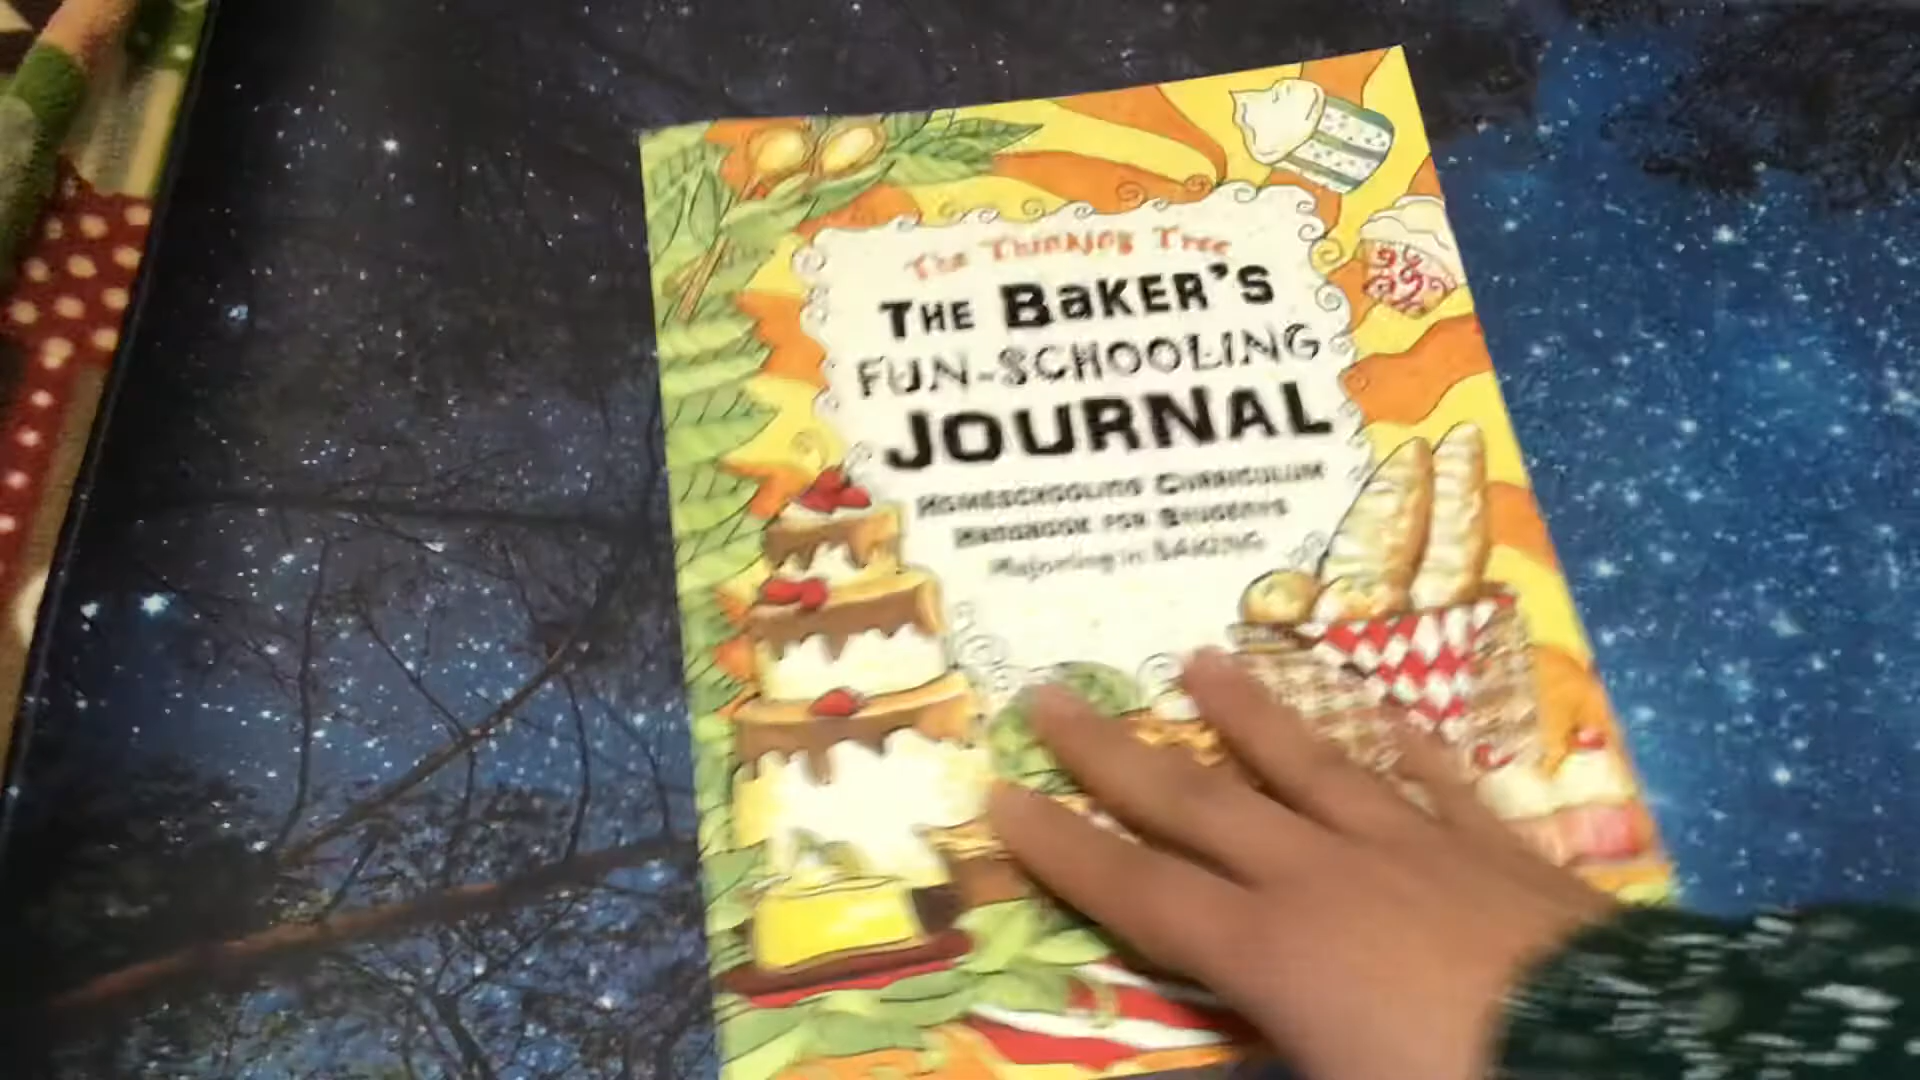 The Thinking Tree
THE BAKER'S
FUN-SCHOOLING
JOURNAL
HOMESCHOOLING CURRICULUM
HANDBOOK FOR STUDENTS
Majoring in BAKING